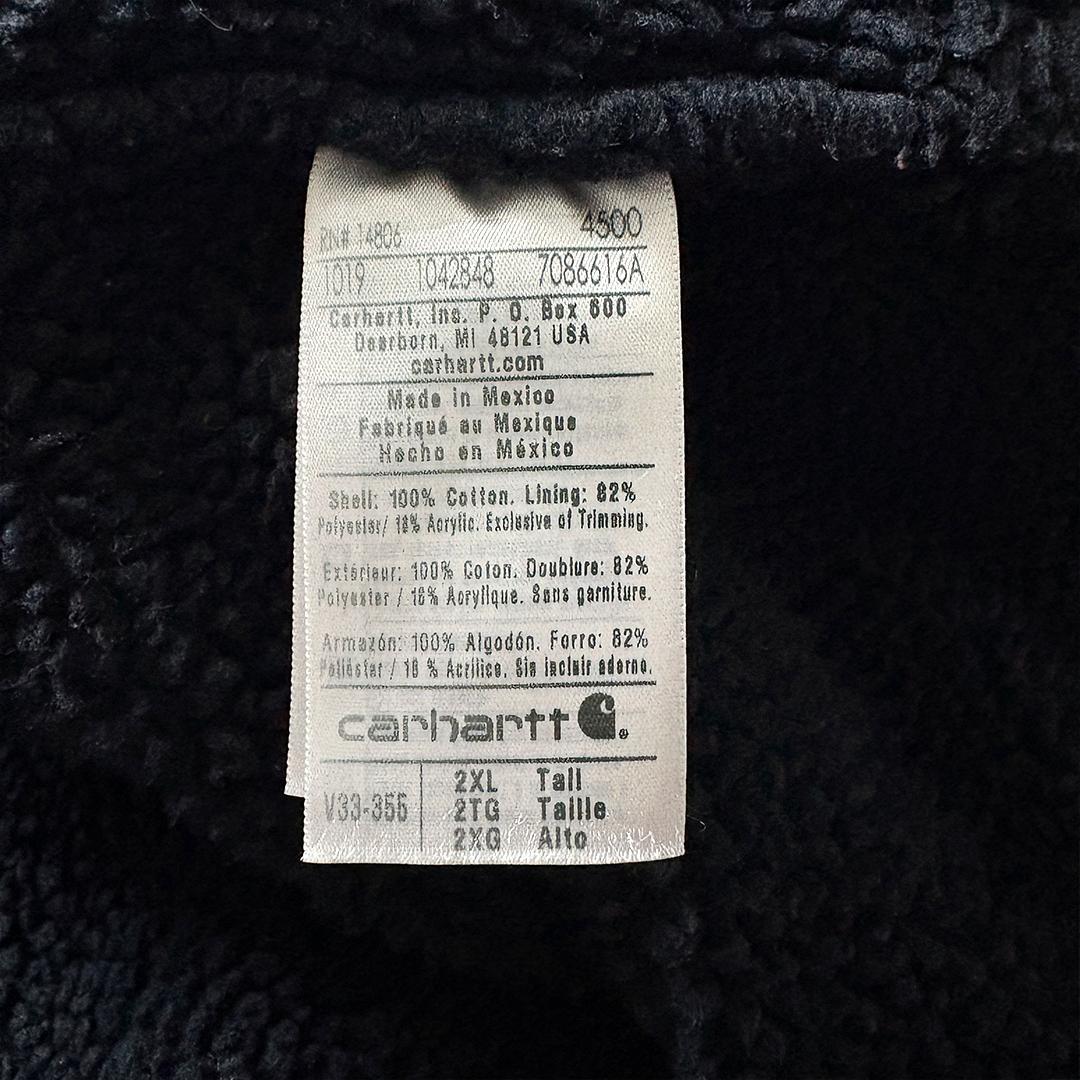 RN# 14806 4500
1019 1042848 7086616A
Carhartt, Inc. P. O. Box 600
Dearborn, MI 48121 USA
carhartt.com
Made in Mexico
Fabriqué au Mexique
Hecho en México
Shell: 100% Cotton. Lining: 82%
Polyester/ 18% Acrylic. Exclusive of Trimming.
Extérieur: 100% Coton. Doublure: 82%
Polyester / 18% Acrylique. Sans garniture.
Armazón: 100% Algodón. Forro: 82%
Poliéster / 18 % Acrílico. Sin incluir adorno.
carhartt
V33-355 2XL Tall
2TG Taille
2XG Alto